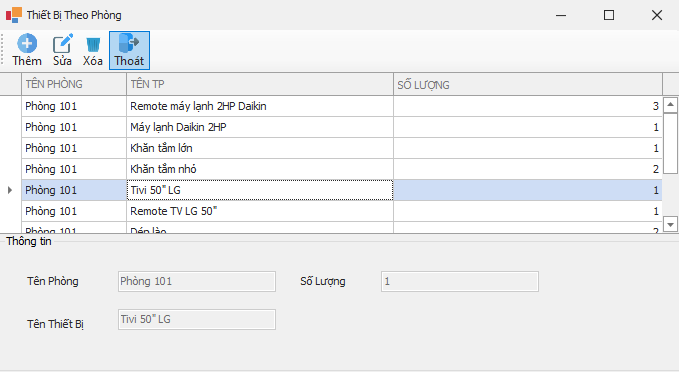 Thiết Bị Theo Phòng
Thêm Sửa Xóa Thoát
TÊN PHÒNG TÊN TP SỐ LƯỢNG
Phòng 101 Remote máy lạnh 2HP Daikin 3
Phòng 101 Máy lạnh Daikin 2HP 1
Phòng 101 Khăn tắm lớn 1
Phòng 101 Khăn tắm nhỏ 2
Phòng 101 Tivi 50" LG 1
Phòng 101 Remote TV LG 50" 1
Phòng 101 Dép lào 2
Thông tin
Tên Phòng Phòng 101 Số Lượng 1
Tên Thiết Bị Tivi 50" LG